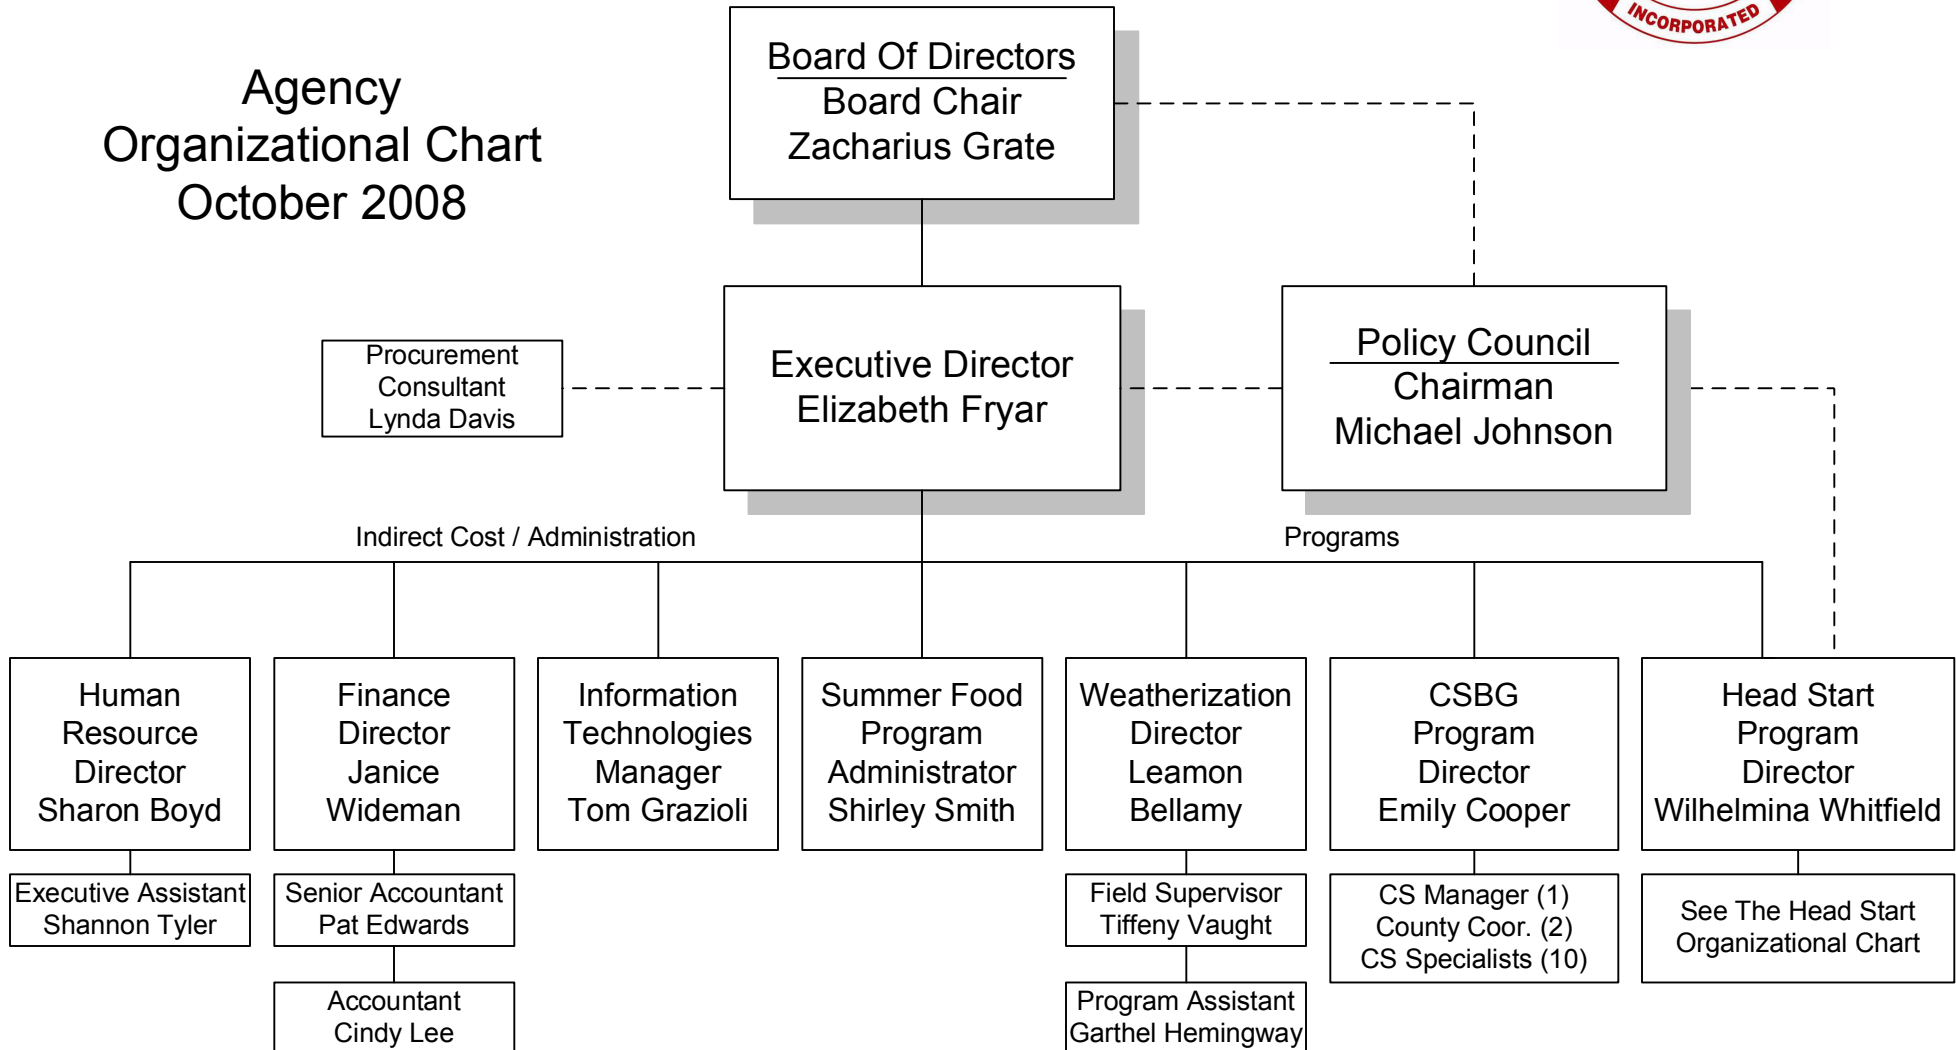 INCORPORATED
Agency
Organizational Chart
October 2008
Board Of Directors
Board Chair
Zacharius Grate
Procurement
Consultant
Lynda Davis
Executive Director
Elizabeth Fryar
Policy Council
Chairman
Michael Johnson
Indirect Cost / Administration
Programs
Human
Resource
Director
Sharon Boyd
Finance
Director
Janice
Wideman
Information
Technologies
Manager
Tom Grazioli
Summer Food
Program
Administrator
Shirley Smith
Weatherization
Director
Leamon
Bellamy
CSBG
Program
Director
Emily Cooper
Head Start
Program
Director
Wilhelmina Whitfield
Executive Assistant
Shannon Tyler
Senior Accountant
Pat Edwards
Field Supervisor
Tiffeny Vaught
CS Manager (1)
County Coor. (2)
CS Specialists (10)
See The Head Start
Organizational Chart
Accountant
Cindy Lee
Program Assistant
Garthel Hemingway